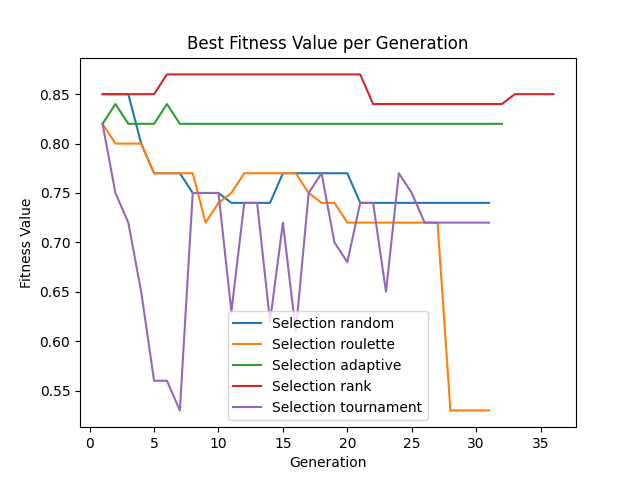 Best Fitness Value per Generation
Fitness Value
0.85
0.80
0.75
0.70
0.65
0.60
0.55
Selection random
Selection roulette
Selection adaptive
Selection rank
Selection tournament
0 5 10 15 20 25 30 35
Generation